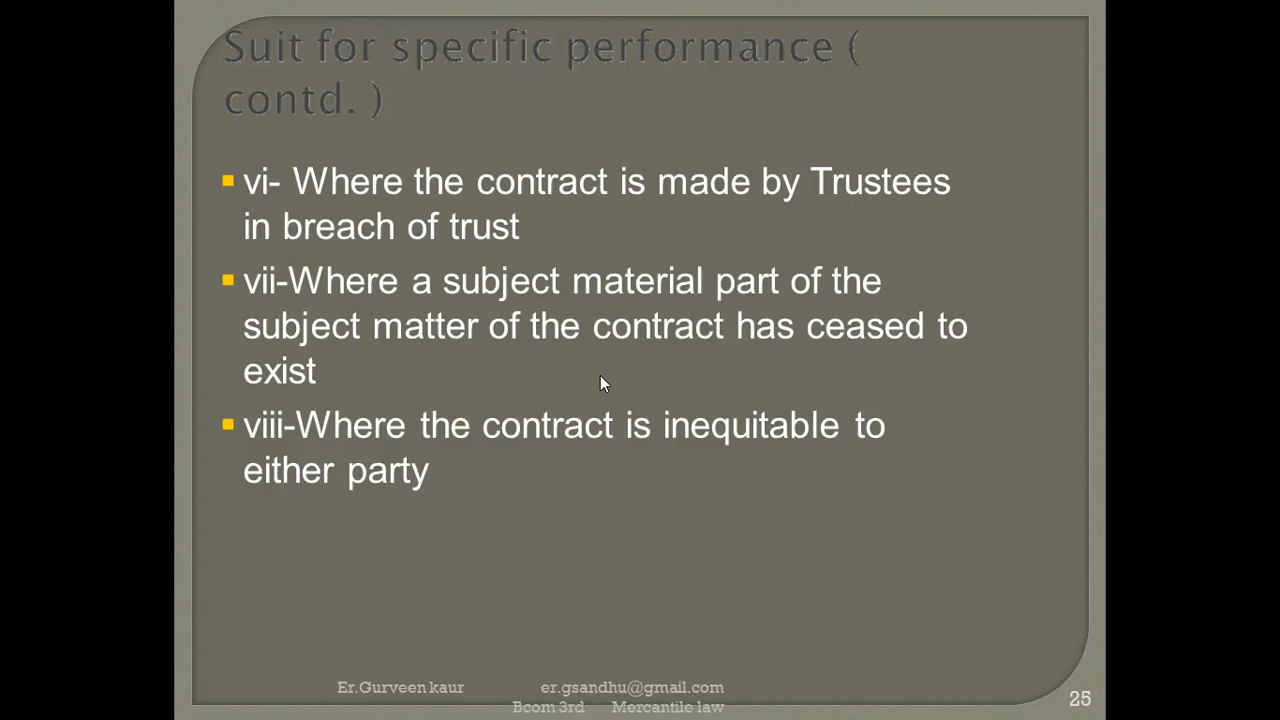 Suit for specific performance (
contd. )
vi- Where the contract is made by Trustees
in breach of trust
vii-Where a subject material part of the
subject matter of the contract has ceased to
exist
viii-Where the contract is inequitable to
either party
Er.Gurveen kaur er.gsandhu@gmail.com
Bcom 3rd Mercantile law
25